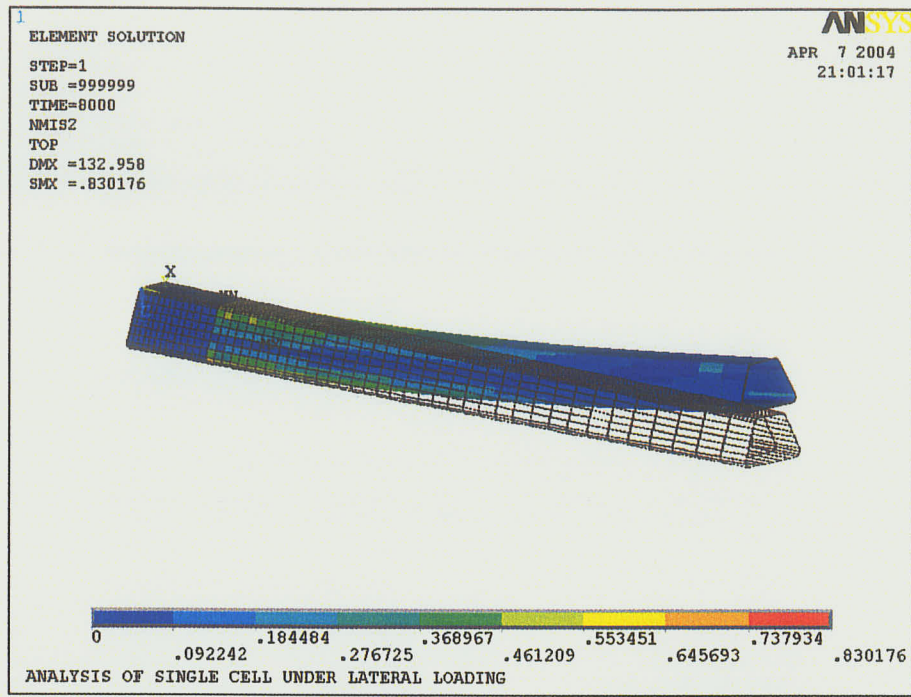 1
ANSYS
ELEMENT SOLUTION
APR 7 2004
21:01:17
STEP=1
SUB =999999
TIME=8000
NMIS2
TOP
DMX =132.958
SMX =.830176
X
0
.092242
.184484
.276725
.368967
.461209
.553451
.645693
.737934
.830176
ANALYSIS OF SINGLE CELL UNDER LATERAL LOADING